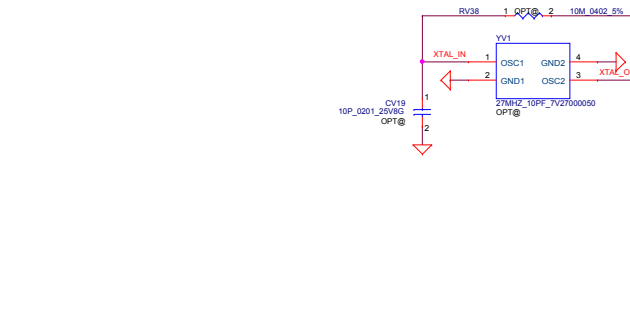 RV38 1 OPT@ 2 10M_0402_5%
YV1
XTAL_IN 1 OSC1 GND2 4
2 GND1 OSC2 3 XTAL_O
27MHZ_10PF_7V27000050
OPT@
CV19 1
10P_0201_25V8G
OPT@
2